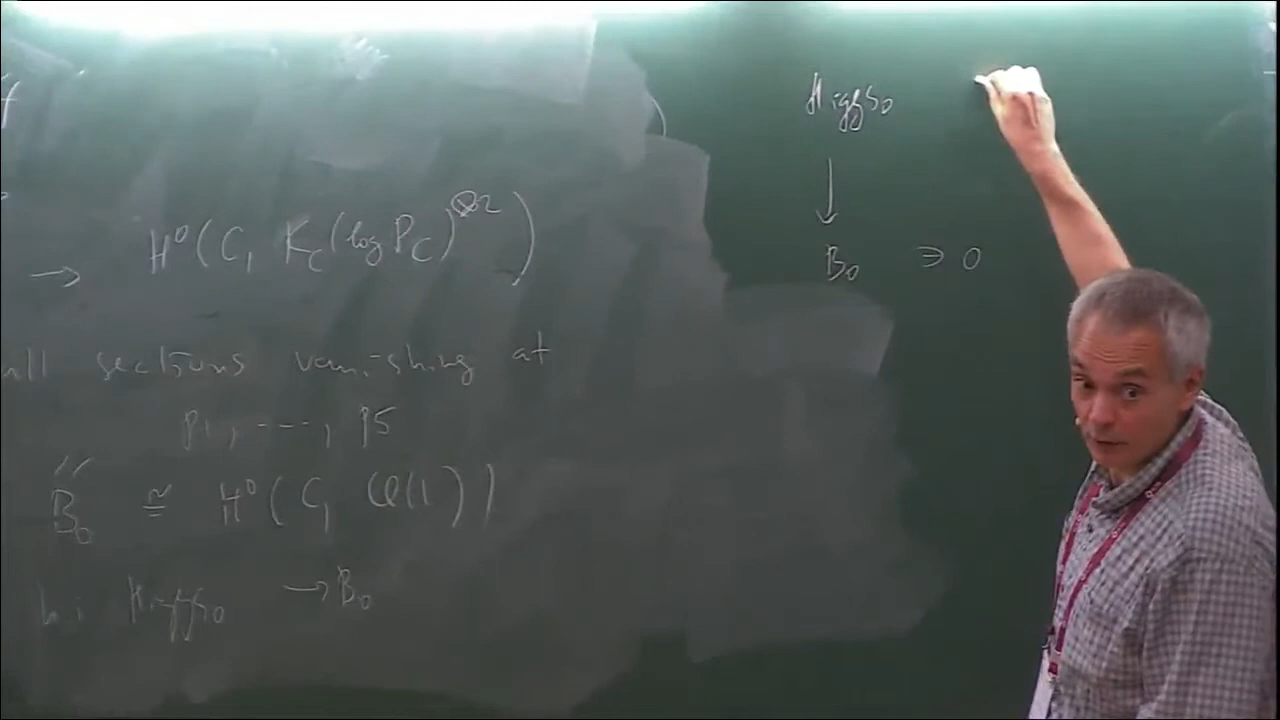 → H⁰(C, K_C(log P_C)^{⊗2})
all sections vanishing at
p1, ..., p5
B₀ ≅ H⁰(C, O(1))
h: Higgs₀ → B₀
Higgs₀
↓
B₀ ∋ 0